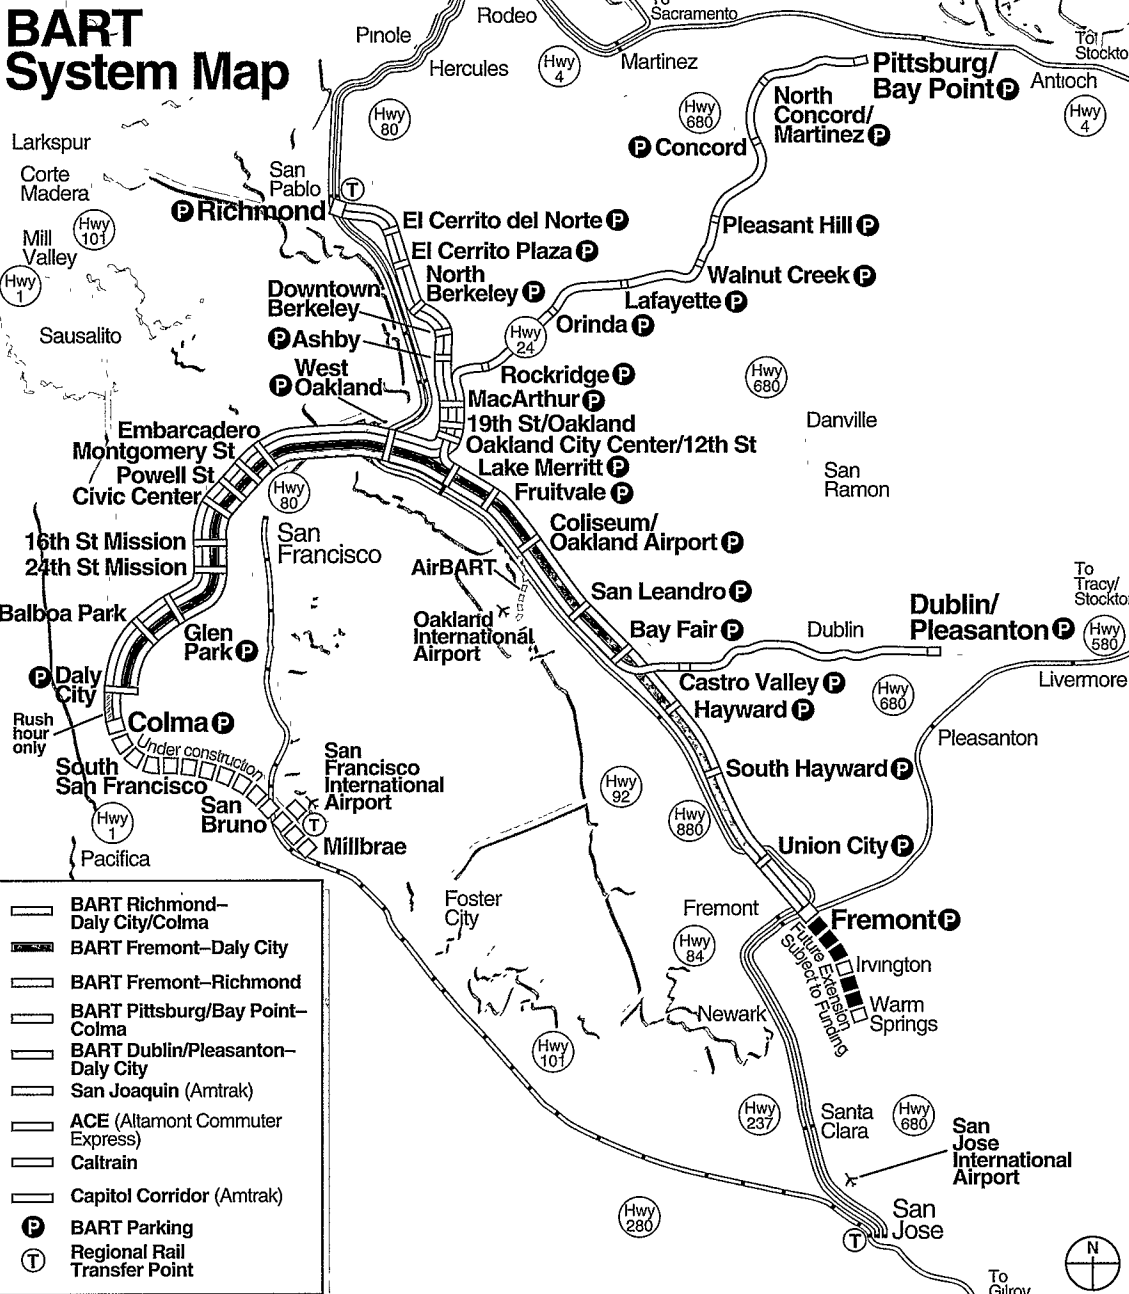 BART
System Map
Rodeo
To
Sacramento
Pinole
Hercules
Hwy
4
Martinez
To
Stockto
Pittsburg/
Bay Point P
Antioch
Hwy
4
Hwy
80
Hwy
680
North
Concord/
Martinez P
P Concord
Larkspur
Corte
Madera
Hwy
101
Mill
Valley
Hwy
1
Sausalito
San
Pablo
T
P Richmond
El Cerrito del Norte P
El Cerrito Plaza P
North
Berkeley P
Pleasant Hill P
Walnut Creek P
Lafayette P
Orinda P
Downtown
Berkeley
P Ashby
West
P Oakland
Hwy
24
Rockridge P
MacArthur P
19th St/Oakland
Oakland City Center/12th St
Lake Merritt P
Fruitvale P
Hwy
680
Danville
San
Ramon
Embarcadero
Montgomery St
Powell St
Civic Center
Hwy
80
16th St Mission
24th St Mission
San
Francisco
Coliseum/
Oakland Airport P
AirBART
San Leandro P
Oakland
International
Airport
Bay Fair P
Dublin
Dublin/
Pleasanton P
To
Tracy/
Stockto
Hwy
580
Livermore
Balboa Park
Glen
Park P
P Daly
City
Rush
hour
only
Colma P
Under construction
South
San Francisco
San
Bruno
San
Francisco
International
Airport
T
Millbrae
Hwy
1
Pacifica
Castro Valley P
Hayward P
Hwy
680
Pleasanton
South Hayward P
Hwy
92
Hwy
880
Union City P
Foster
City
Fremont
Fremont P
Hwy
84
Future Extension
Subject to Funding
Irvington
Warm
Springs
Newark
Hwy
101
Hwy
237
Santa
Clara
Hwy
680
San
Jose
International
Airport
Hwy
280
San
Jose
T
N
To
Gilroy
BART Richmond–
Daly City/Colma
BART Fremont–Daly City
BART Fremont–Richmond
BART Pittsburg/Bay Point–
Colma
BART Dublin/Pleasanton–
Daly City
San Joaquin (Amtrak)
ACE (Altamont Commuter
Express)
Caltrain
Capitol Corridor (Amtrak)
P BART Parking
T Regional Rail
Transfer Point